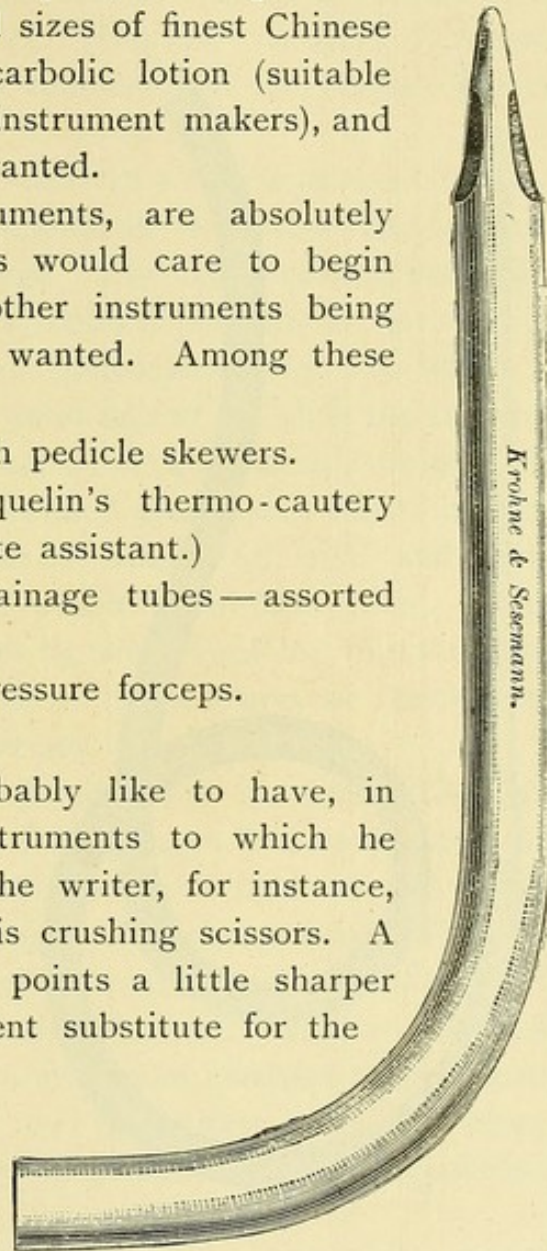 sizes of finest Chinese
carbolic lotion (suitable
instrument makers), and
anted.
uments, are absolutely
s would care to begin
other instruments being
wanted. Among these
n pedicle skewers.
quelin's thermo-cautery
te assistant.)
ainage tubes—assorted
essure forceps.
bably like to have, in
struments to which he
he writer, for instance,
is crushing scissors. A
points a little sharper
ent substitute for the
Krohne & Sesemann.